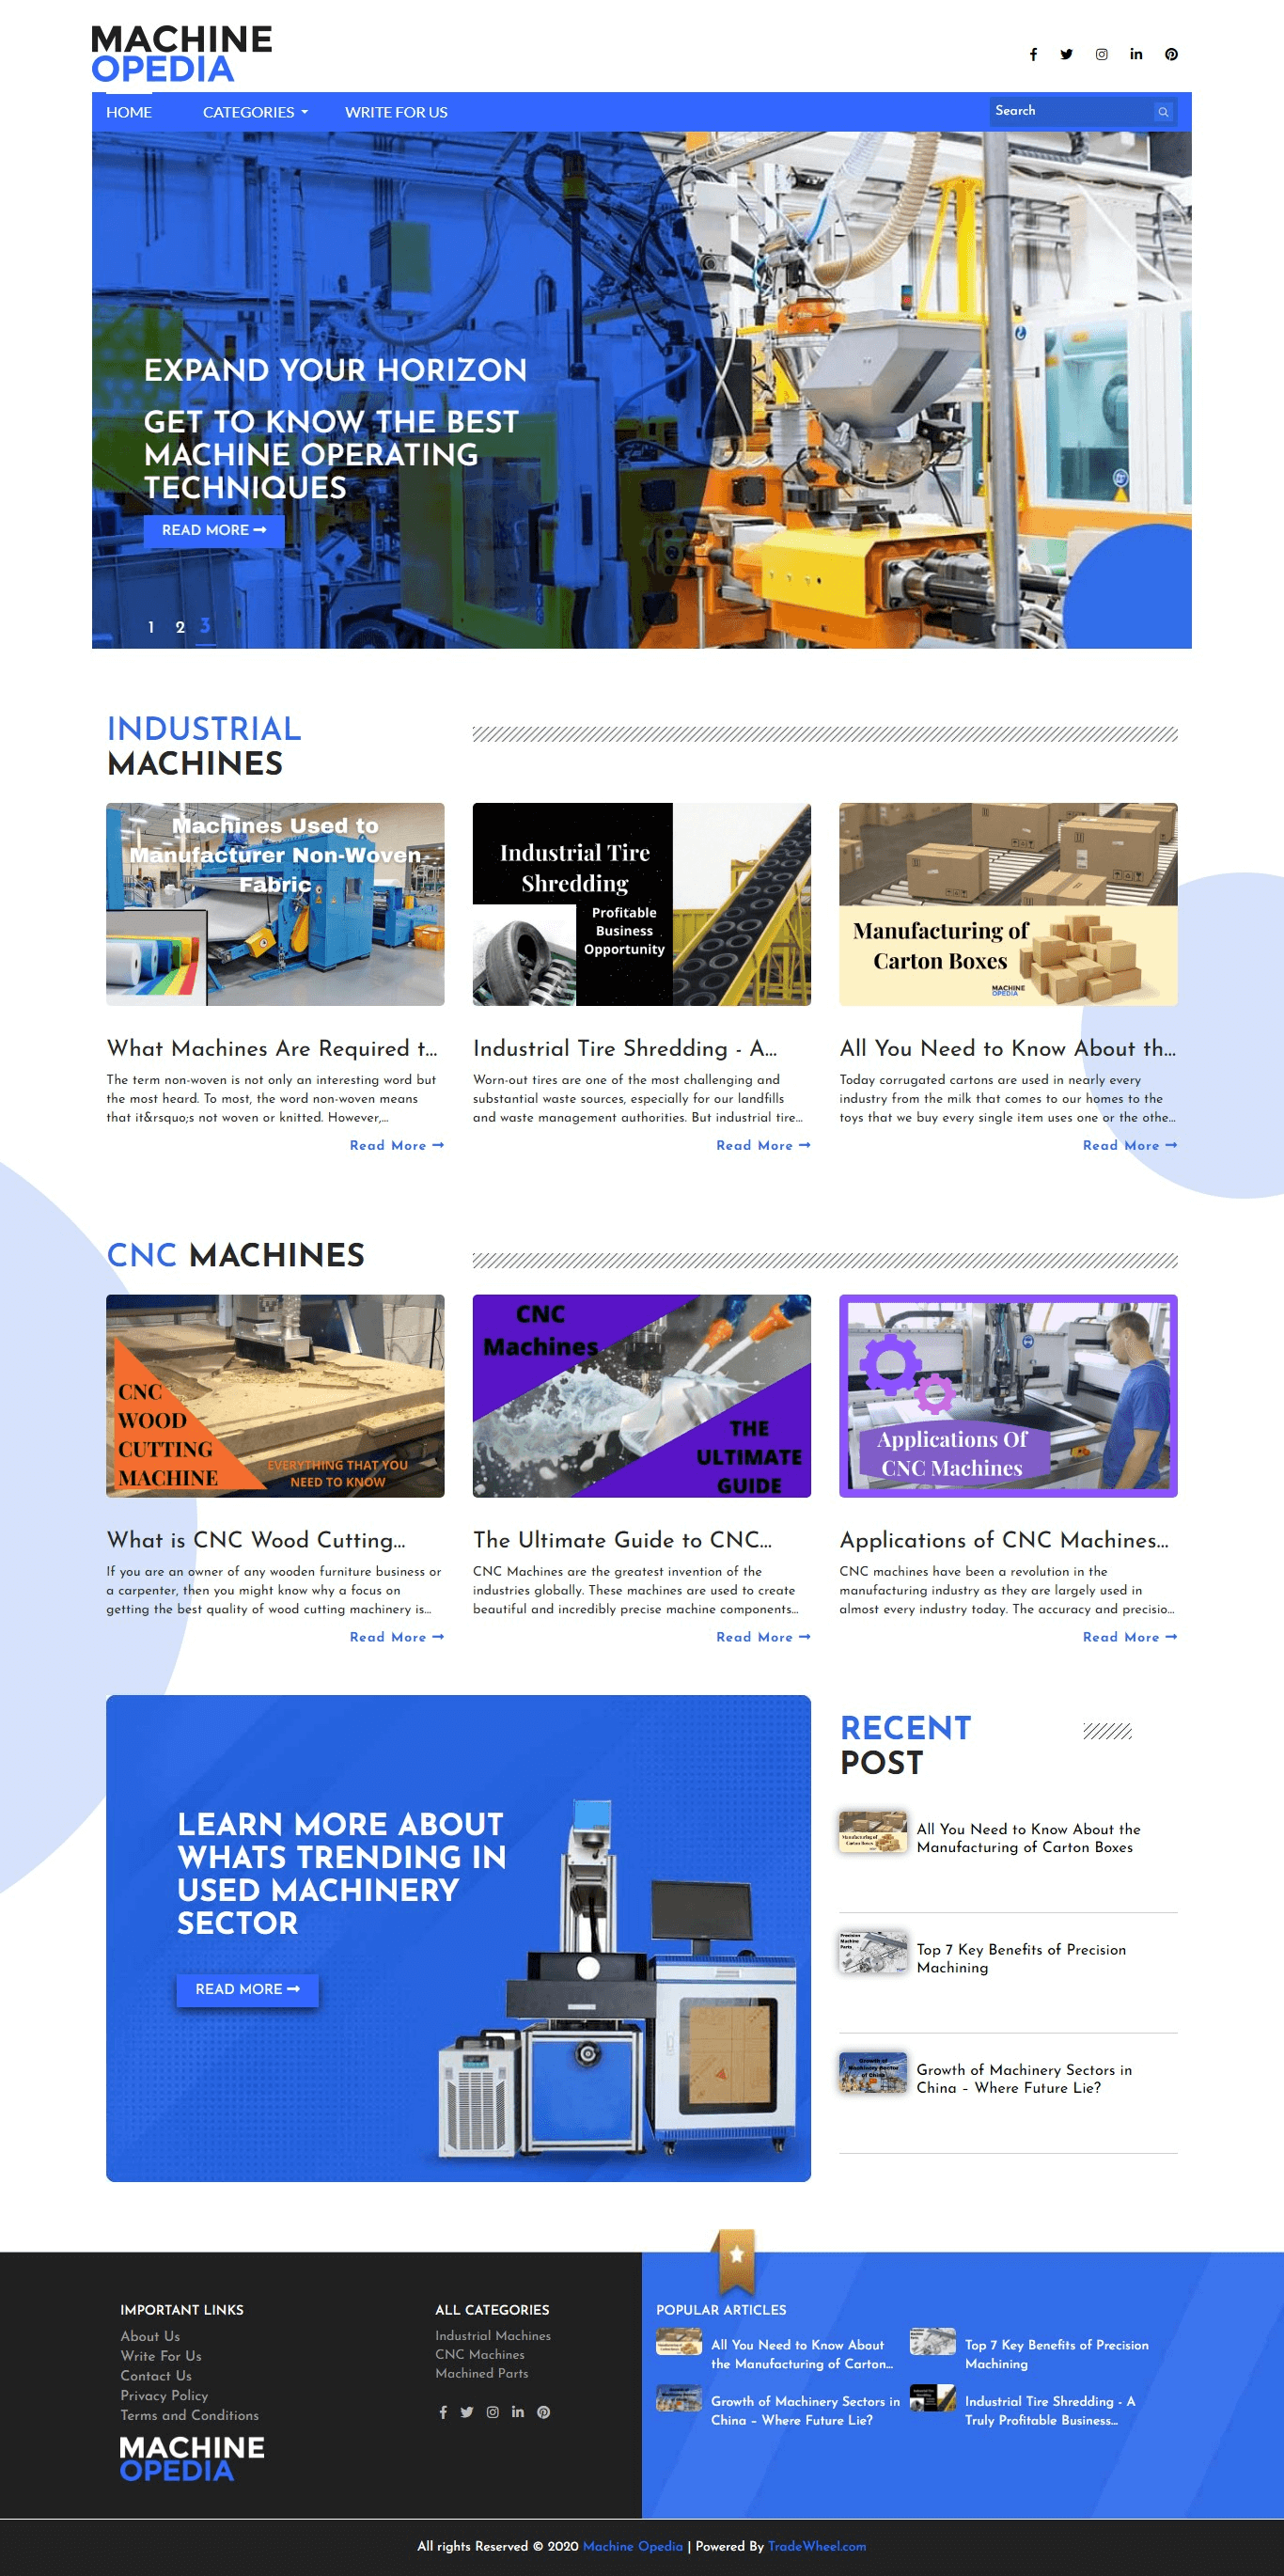 MACHINE
OPEDIA
HOME
CATEGORIES
WRITE FOR US
Search
EXPAND YOUR HORIZON
GET TO KNOW THE BEST
MACHINE OPERATING
TECHNIQUES
READ MORE
1 2 3
INDUSTRIAL
MACHINES
Machines Used to
Manufacturer Non-Woven
Fabric
Industrial Tire
Shredding
Profitable
Business
Opportunity
Manufacturing of
Carton Boxes
MACHINE
OPEDIA
What Machines Are Required t...
The term non-woven is not only an interesting word but
the most heard. To most, the word non-woven means
that it&rsquo;s not woven or knitted. However,...
Read More
Industrial Tire Shredding - A...
Worn-out tires are one of the most challenging and
substantial waste sources, especially for our landfills
and waste management authorities. But industrial tire...
Read More
All You Need to Know About th...
Today corrugated cartons are used in nearly every
industry from the milk that comes to our homes to the
toys that we buy every single item uses one or the othe...
Read More
CNC MACHINES
CNC
WOOD
CUTTING
MACHINE
EVERYTHING THAT YOU
NEED TO KNOW
CNC
Machines
THE
ULTIMATE
GUIDE
Applications Of
CNC Machines
What is CNC Wood Cutting...
If you are an owner of any wooden furniture business or
a carpenter, then you might know why a focus on
getting the best quality of wood cutting machinery is...
Read More
The Ultimate Guide to CNC...
CNC Machines are the greatest invention of the
industries globally. These machines are used to create
beautiful and incredibly precise machine components...
Read More
Applications of CNC Machines...
CNC machines have been a revolution in the
manufacturing industry as they are largely used in
almost every industry today. The accuracy and precisio...
Read More
LEARN MORE ABOUT
WHATS TRENDING IN
USED MACHINERY
SECTOR
READ MORE
RECENT
POST
Manufacturing of
Carton Boxes
All You Need to Know About the
Manufacturing of Carton Boxes
Precision
Machine
Parts
Top 7 Key Benefits of Precision
Machining
Growth of
Machinery Sector
of China
Growth of Machinery Sectors in
China – Where Future Lie?
IMPORTANT LINKS
About Us
Write For Us
Contact Us
Privacy Policy
Terms and Conditions
MACHINE
OPEDIA
ALL CATEGORIES
Industrial Machines
CNC Machines
Machined Parts
POPULAR ARTICLES
All You Need to Know About
the Manufacturing of Carton...
Top 7 Key Benefits of Precision
Machining
Growth of Machinery Sectors in
China – Where Future Lie?
Industrial Tire Shredding - A
Truly Profitable Business...
All rights Reserved © 2020 Machine Opedia | Powered By TradeWheel.com